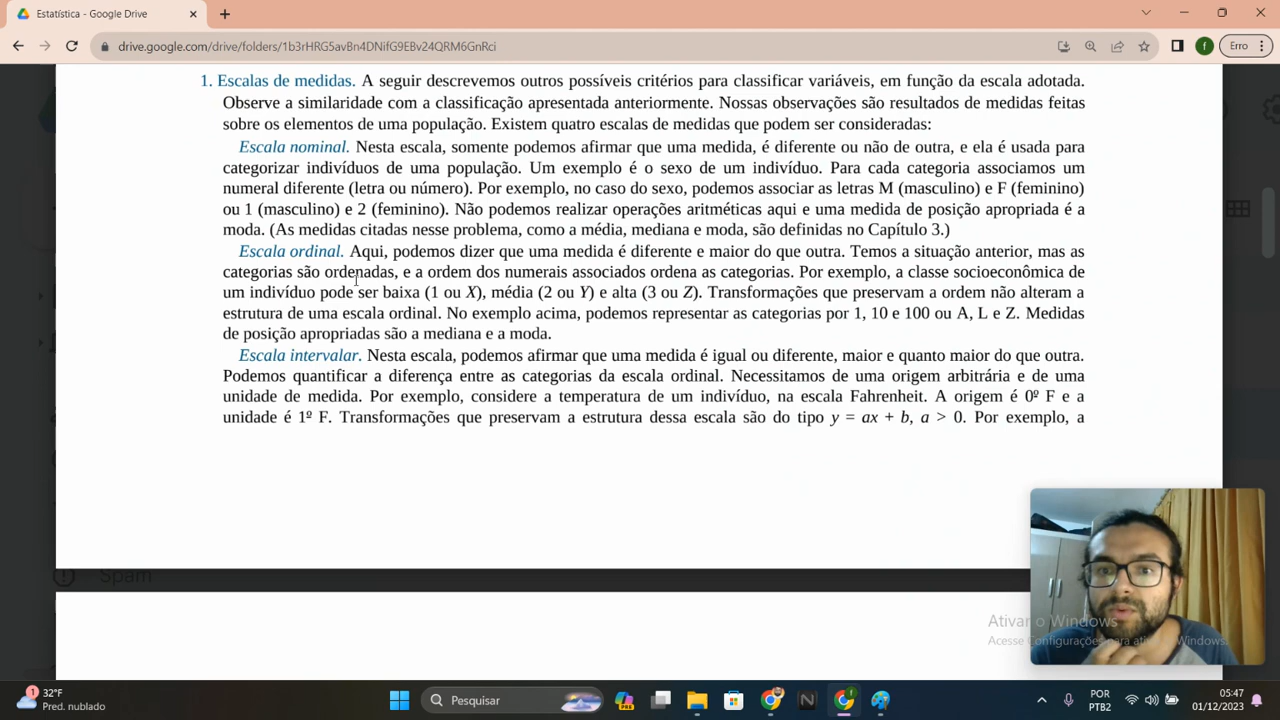 Estatística - Google Drive
drive.google.com/drive/folders/1b3rHRGSavBn4DNifG9EBv24QRM6GnRci
f
Erro
1. Escalas de medidas. A seguir descrevemos outros possíveis critérios para classificar variáveis, em função da escala adotada.
Observe a similaridade com a classificação apresentada anteriormente. Nossas observações são resultados de medidas feitas
sobre os elementos de uma população. Existem quatro escalas de medidas que podem ser consideradas:
Escala nominal. Nesta escala, somente podemos afirmar que uma medida, é diferente ou não de outra, e ela é usada para
categorizar indivíduos de uma população. Um exemplo é o sexo de um indivíduo. Para cada categoria associamos um
numeral diferente (letra ou número). Por exemplo, no caso do sexo, podemos associar as letras M (masculino) e F (feminino)
ou 1 (masculino) e 2 (feminino). Não podemos realizar operações aritméticas aqui e uma medida de posição apropriada é a
moda. (As medidas citadas nesse problema, como a média, mediana e moda, são definidas no Capítulo 3.)
Escala ordinal. Aqui, podemos dizer que uma medida é diferente e maior do que outra. Temos a situação anterior, mas as
categorias são ordenadas, e a ordem dos numerais associados ordena as categorias. Por exemplo, a classe socioeconômica de
um indivíduo pode ser baixa (1 ou X), média (2 ou Y) e alta (3 ou Z). Transformações que preservam a ordem não alteram a
estrutura de uma escala ordinal. No exemplo acima, podemos representar as categorias por 1, 10 e 100 ou A, L e Z. Medidas
de posição apropriadas são a mediana e a moda.
Escala intervalar. Nesta escala, podemos afirmar que uma medida é igual ou diferente, maior e quanto maior do que outra.
Podemos quantificar a diferença entre as categorias da escala ordinal. Necessitamos de uma origem arbitrária e de uma
unidade de medida. Por exemplo, considere a temperatura de um indivíduo, na escala Fahrenheit. A origem é 0º F e a
unidade é 1º F. Transformações que preservam a estrutura dessa escala são do tipo y = ax + b, a > 0. Por exemplo, a
Spam
Ativar o Windows
Acesse Configurações para ativar o Windows.
1
32°F
Pred. nublado
Pesquisar
POR
PTB2
05:47
01/12/2023